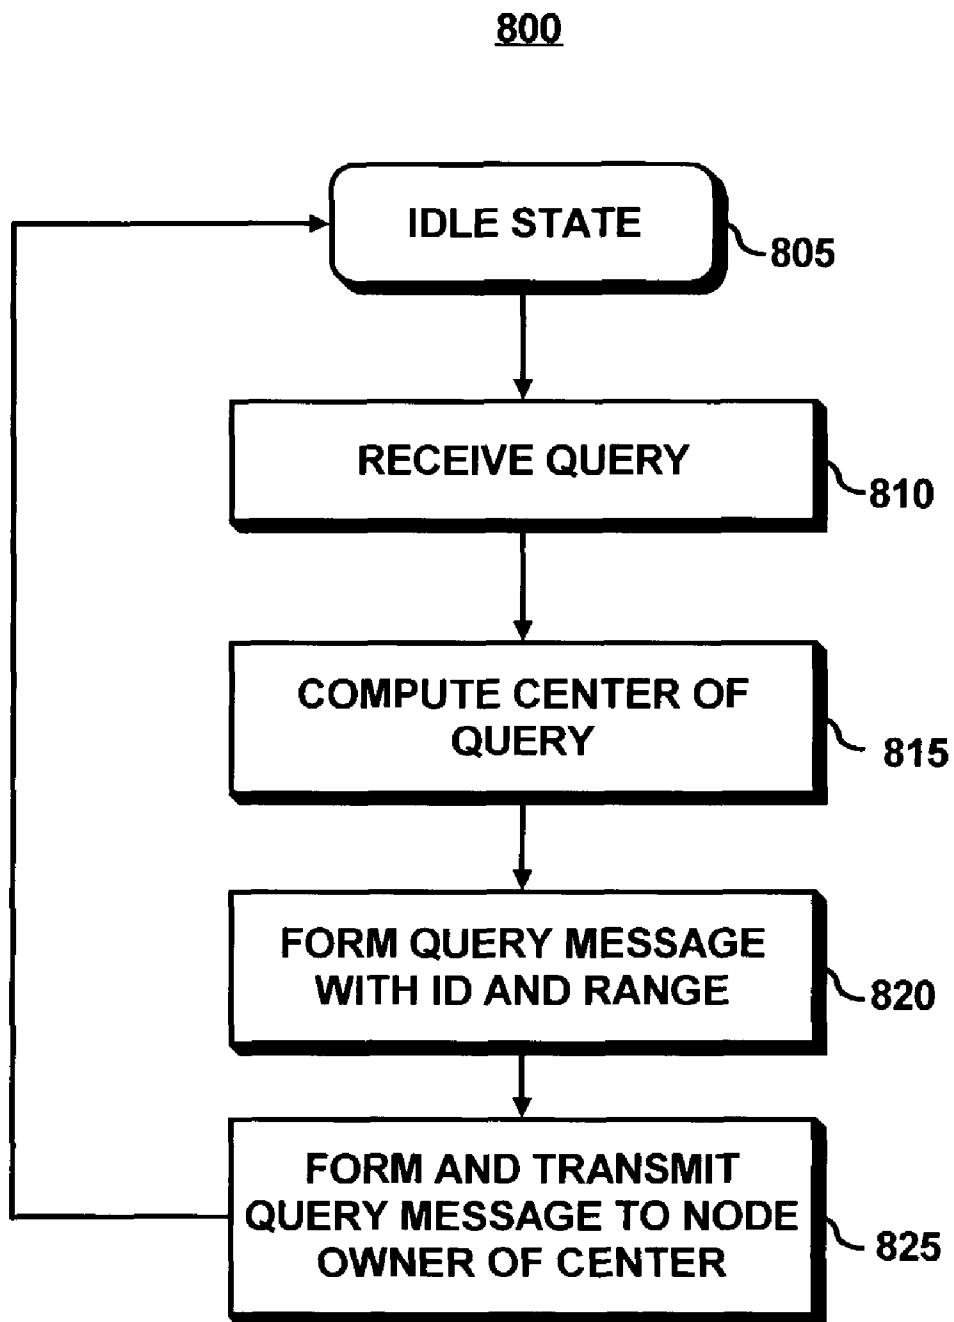 800
IDLE STATE
805
RECEIVE QUERY
810
COMPUTE CENTER OF
QUERY
815
FORM QUERY MESSAGE
WITH ID AND RANGE
820
FORM AND TRANSMIT
QUERY MESSAGE TO NODE
OWNER OF CENTER
825